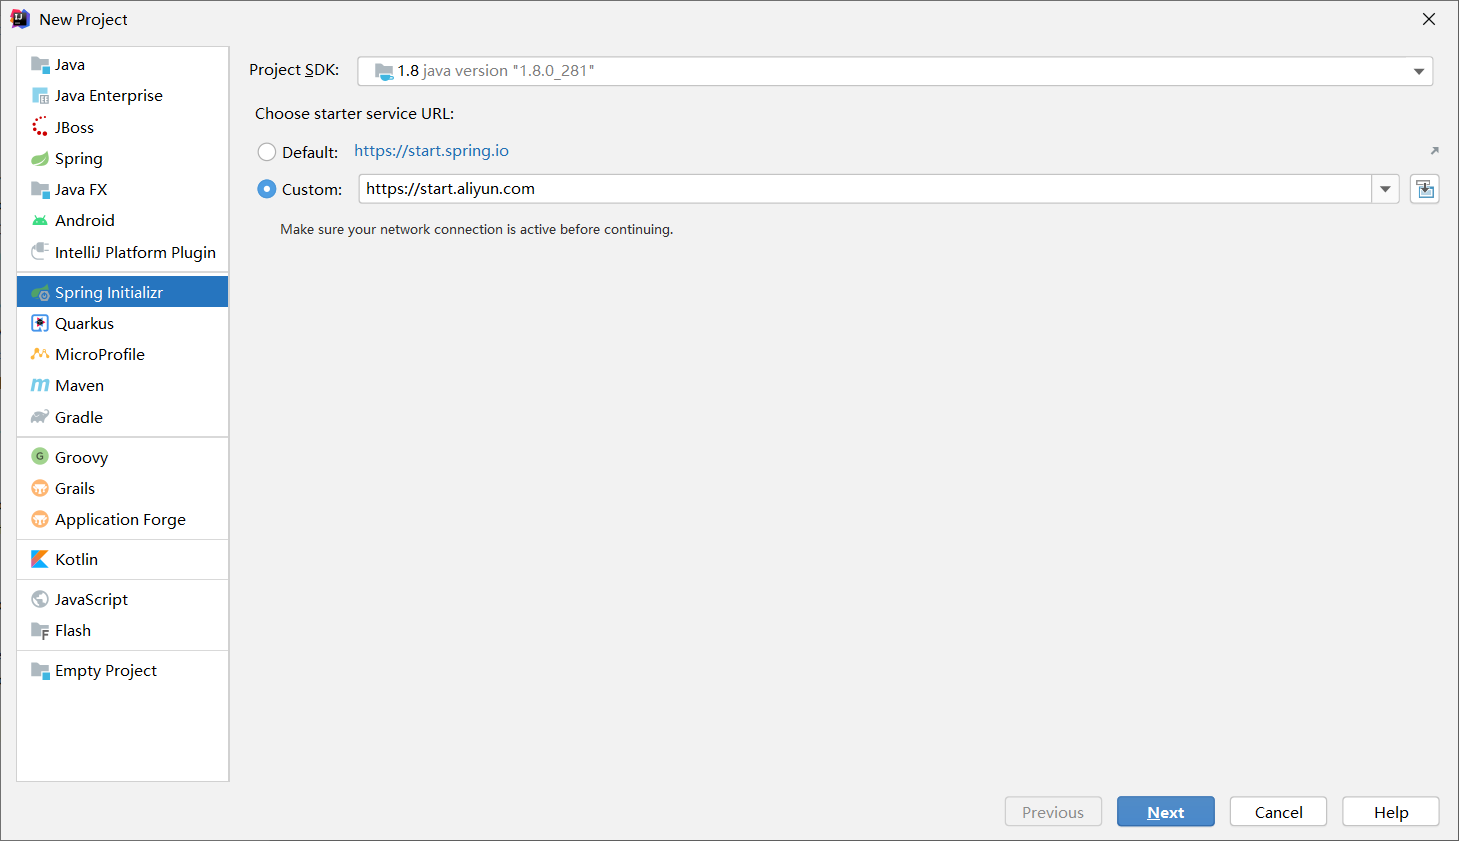 New Project
Java
Java Enterprise
JBoss
Spring
Java FX
Android
IntelliJ Platform Plugin
Spring Initializr
Quarkus
MicroProfile
Maven
Gradle
Groovy
Grails
Application Forge
Kotlin
JavaScript
Flash
Empty Project
Project SDK: 1.8 java version "1.8.0_281"
Choose starter service URL:
Default: https://start.spring.io
Custom: https://start.aliyun.com
Make sure your network connection is active before continuing.
Previous Next Cancel Help